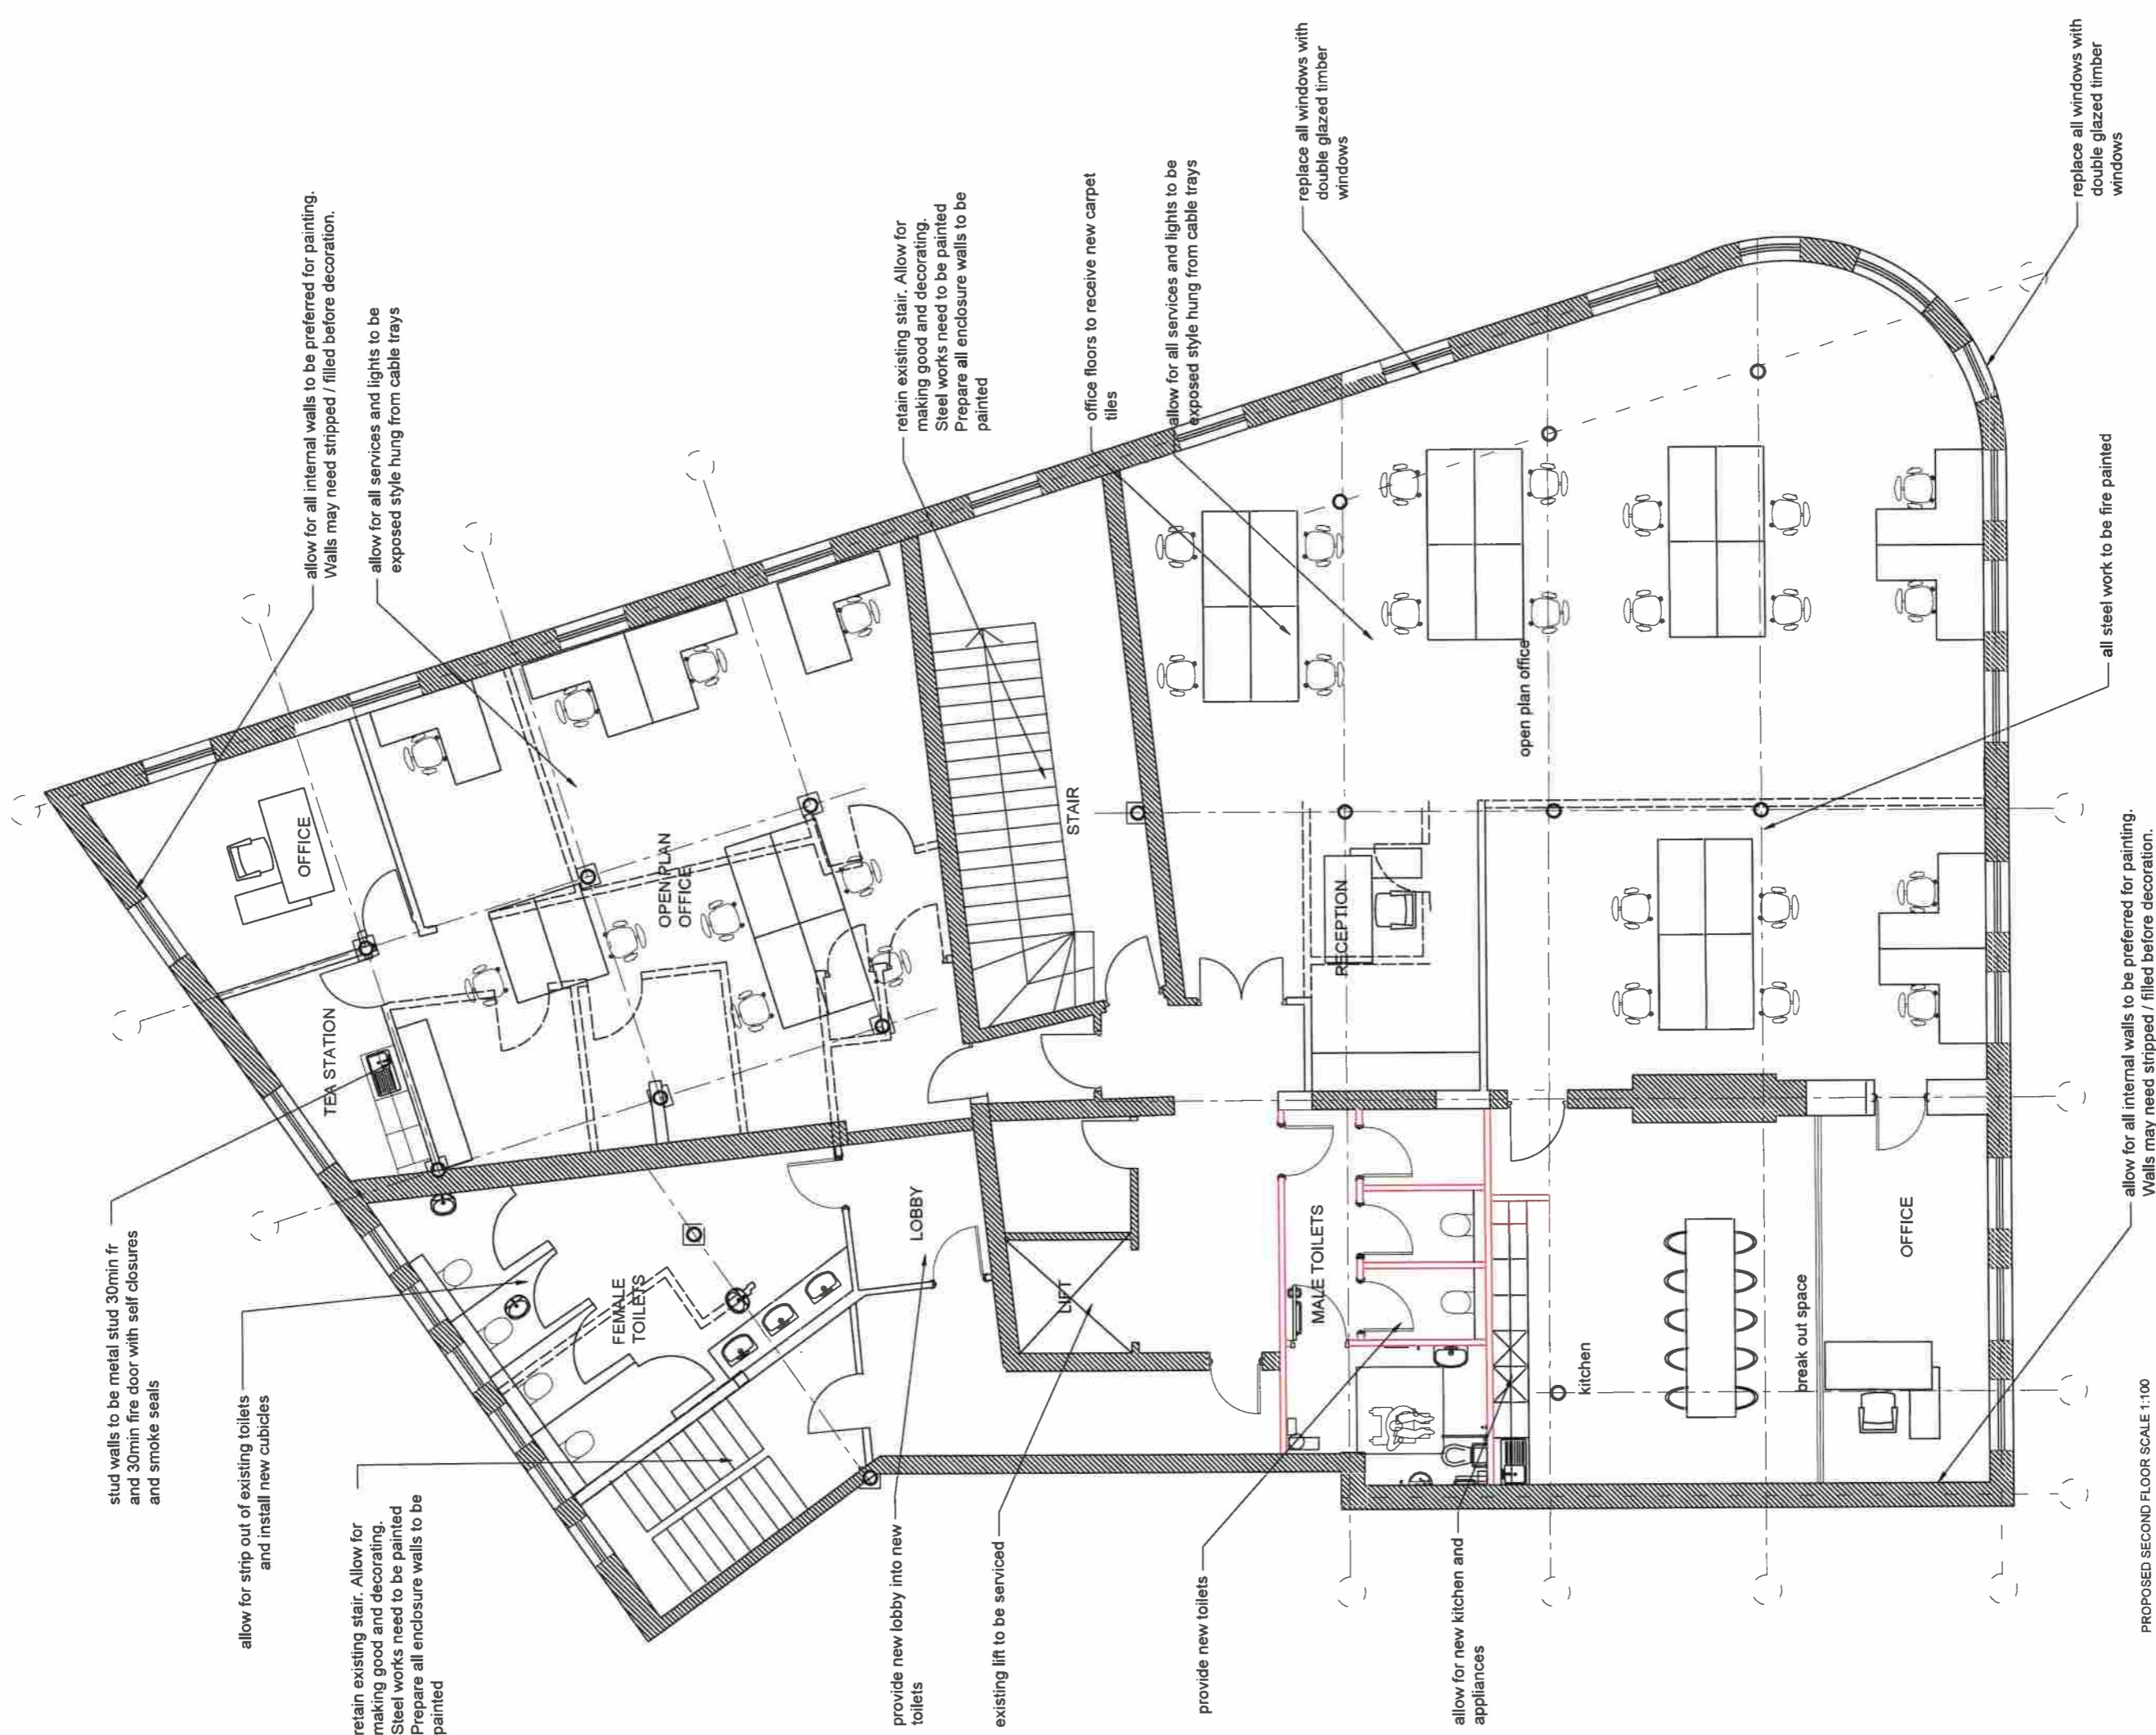 stud walls to be metal stud 30min fr
and 30min fire door with self closures
and smoke seals
allow for strip out of existing toilets
and install new cubicles
retain existing stair. Allow for
making good and decorating.
Steel works need to be painted
Prepare all enclosure walls to be
painted
provide new lobby into new
toilets
existing lift to be serviced
provide new toilets
allow for new kitchen and
appliances
allow for all internal walls to be preferred for painting.
Walls may need stripped / filled before decoration.
allow for all services and lights to be
exposed style hung from cable trays
retain existing stair. Allow for
making good and decorating.
Steel works need to be painted
Prepare all enclosure walls to be
painted
office floors to receive new carpet
tiles
allow for all services and lights to be
exposed style hung from cable trays
replace all windows with
double glazed timber
windows
replace all windows with
double glazed timber
windows
all steel work to be fire painted
allow for all internal walls to be preferred for painting.
Walls may need stripped / filled before decoration.
OFFICE
TEA STATION
OPEN PLAN
OFFICE
FEMALE
TOILETS
LOBBY
LIFT
STAIR
MALE TOILETS
RECEPTION
open plan office
kitchen
break out space
OFFICE
PROPOSED SECOND FLOOR SCALE 1:100